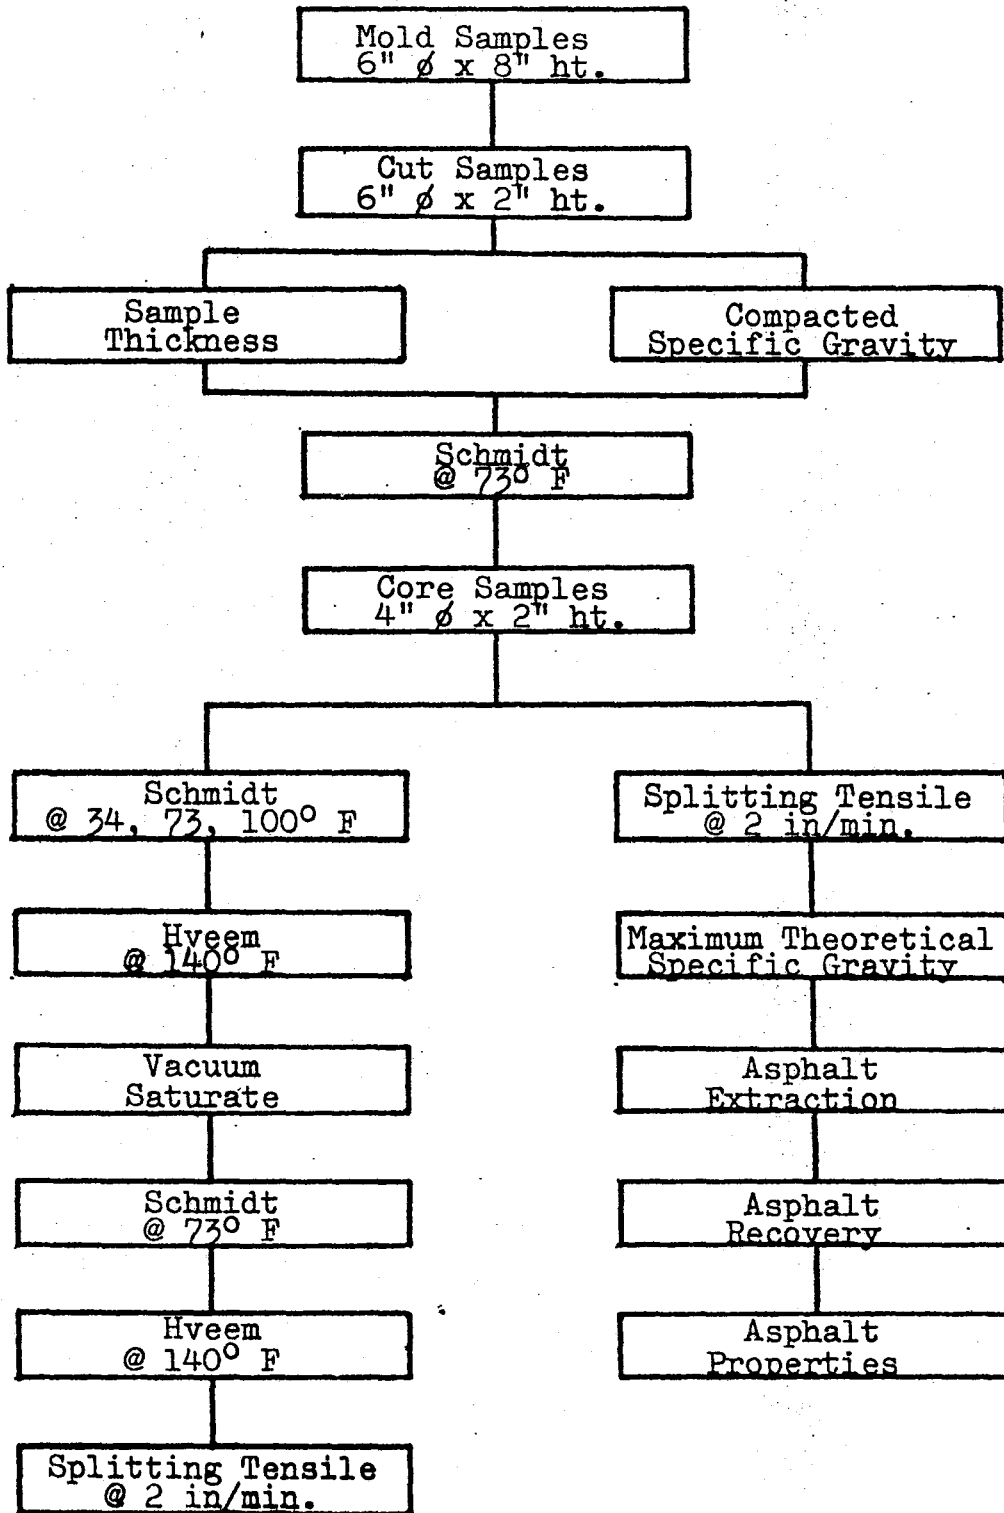 Mold Samples
6" ø x 8" ht.
Cut Samples
6" ø x 2" ht.
Sample
Thickness
Compacted
Specific Gravity
Schmidt
@ 73° F
Core Samples
4" ø x 2" ht.
Schmidt
@ 34, 73, 100° F
Hveem
@ 140° F
Vacuum
Saturate
Schmidt
@ 73° F
Hveem
@ 140° F
Splitting Tensile
@ 2 in/min.
Splitting Tensile
@ 2 in/min.
Maximum Theoretical
Specific Gravity
Asphalt
Extraction
Asphalt
Recovery
Asphalt
Properties